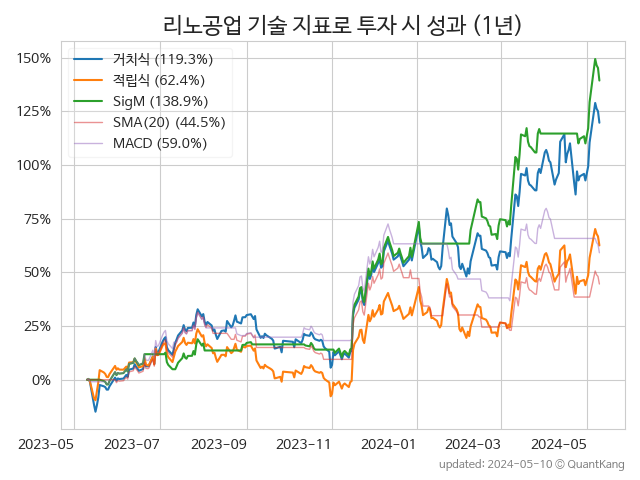 리노공업 기술 지표로 투자 시 성과 (1년)
거치식 (119.3%)
적립식 (62.4%)
SigM (138.9%)
SMA(20) (44.5%)
MACD (59.0%)
150%
125%
100%
75%
50%
25%
0%
2023-05 2023-07 2023-09 2023-11 2024-01 2024-03 2024-05
updated: 2024-05-10 © QuantKang